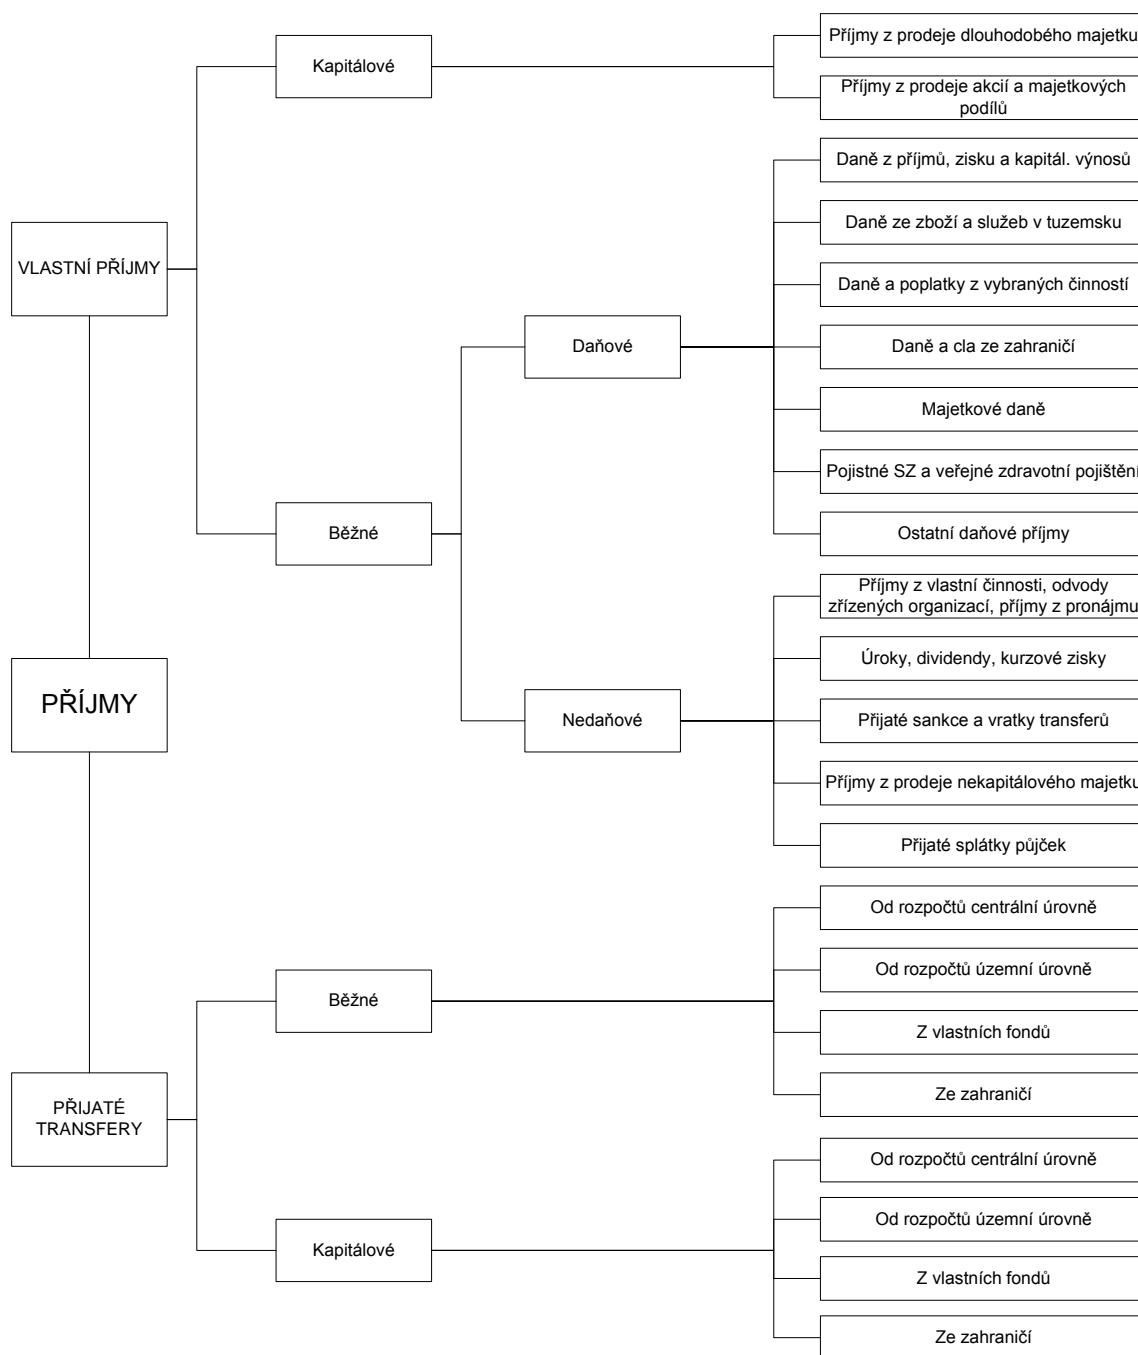 Příjmy z prodeje dlouhodobého majetku
Kapitálové
Příjmy z prodeje akcií a majetkových
podílů
Daně z příjmů, zisku a kapitál. výnosů
VLASTNÍ PŘÍJMY
Daně ze zboží a služeb v tuzemsku
Daně a poplatky z vybraných činností
Daňové
Daně a cla ze zahraničí
Majetkové daně
Pojistné SZ a veřejné zdravotní pojištění
Běžné
Ostatní daňové příjmy
Příjmy z vlastní činnosti, odvody
zřízených organizací, příjmy z pronájmu
Úroky, dividendy, kurzové zisky
PŘÍJMY
Nedaňové
Přijaté sankce a vratky transferů
Příjmy z prodeje nekapitálového majetku
Přijaté splátky půjček
Od rozpočtů centrální úrovně
Běžné
Od rozpočtů územní úrovně
Z vlastních fondů
Ze zahraničí
PŘIJATÉ
TRANSFERY
Od rozpočtů centrální úrovně
Kapitálové
Od rozpočtů územní úrovně
Z vlastních fondů
Ze zahraničí